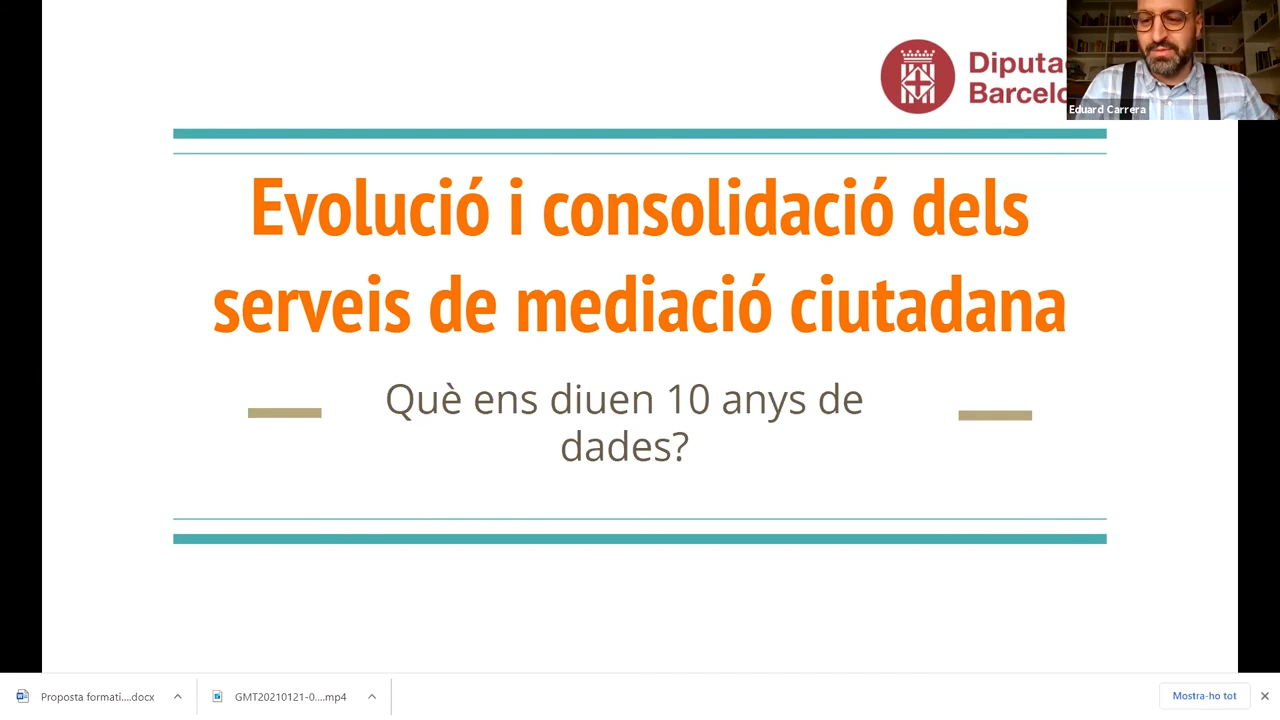 Diputa
Barcelo
Eduard Carrera
Evolució i consolidació dels
serveis de mediació ciutadana
Què ens diuen 10 anys de
dades?
Proposta formati....docx
GMT20210121-0....mp4
Mostra-ho tot